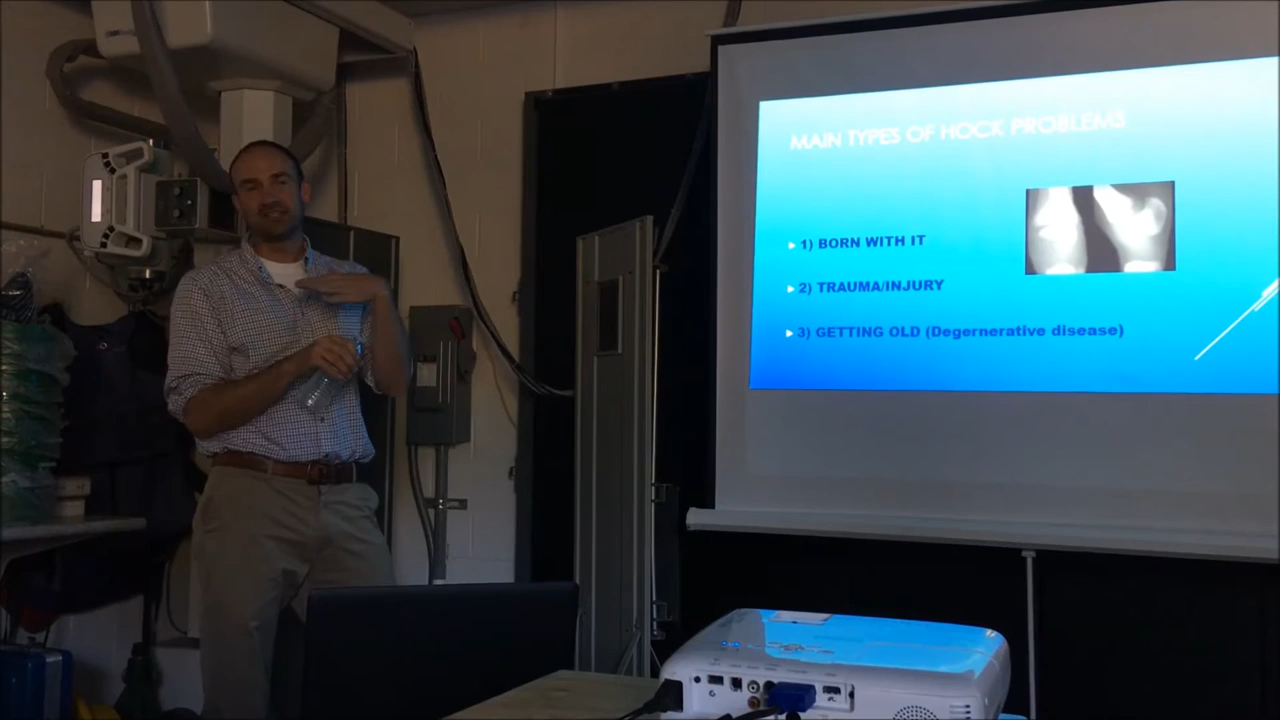 MAIN TYPES OF HOCK PROBLEMS
1) BORN WITH IT
2) TRAUMA/INJURY
3) GETTING OLD (Degernerative disease)